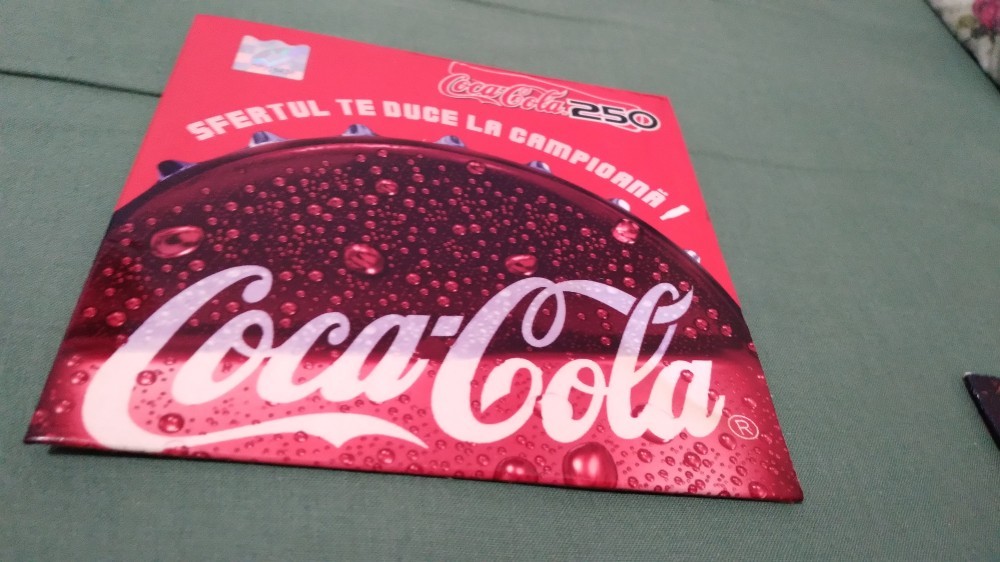 Coca-Cola 250
SFERTUL TE DUCE LA CAMPIOANĂ!
Coca-Cola®